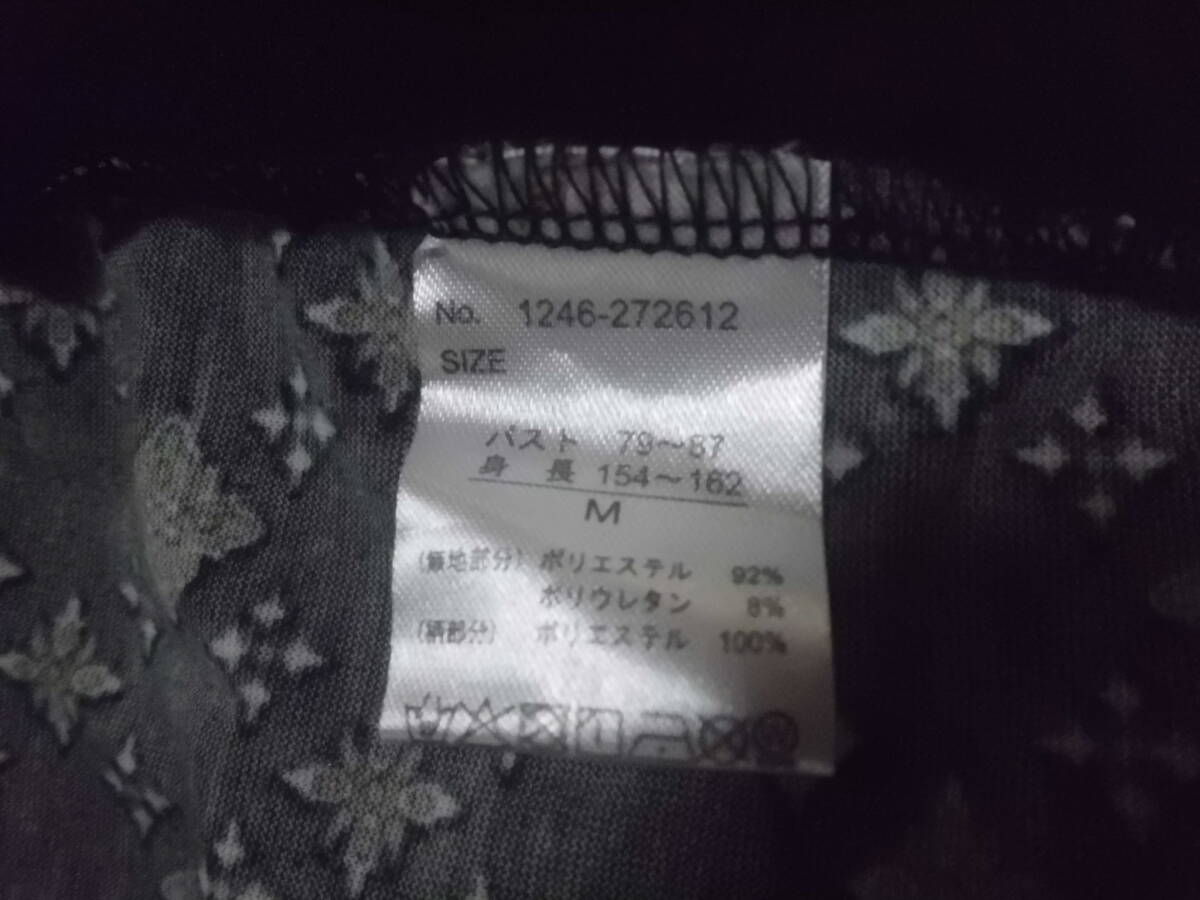 No. 1246-272612
SIZE
バスト 79～87
身 長 154～162
M
(無地部分) ポリエステル 92%
ポリウレタン 8%
(柄部分) ポリエステル 100%